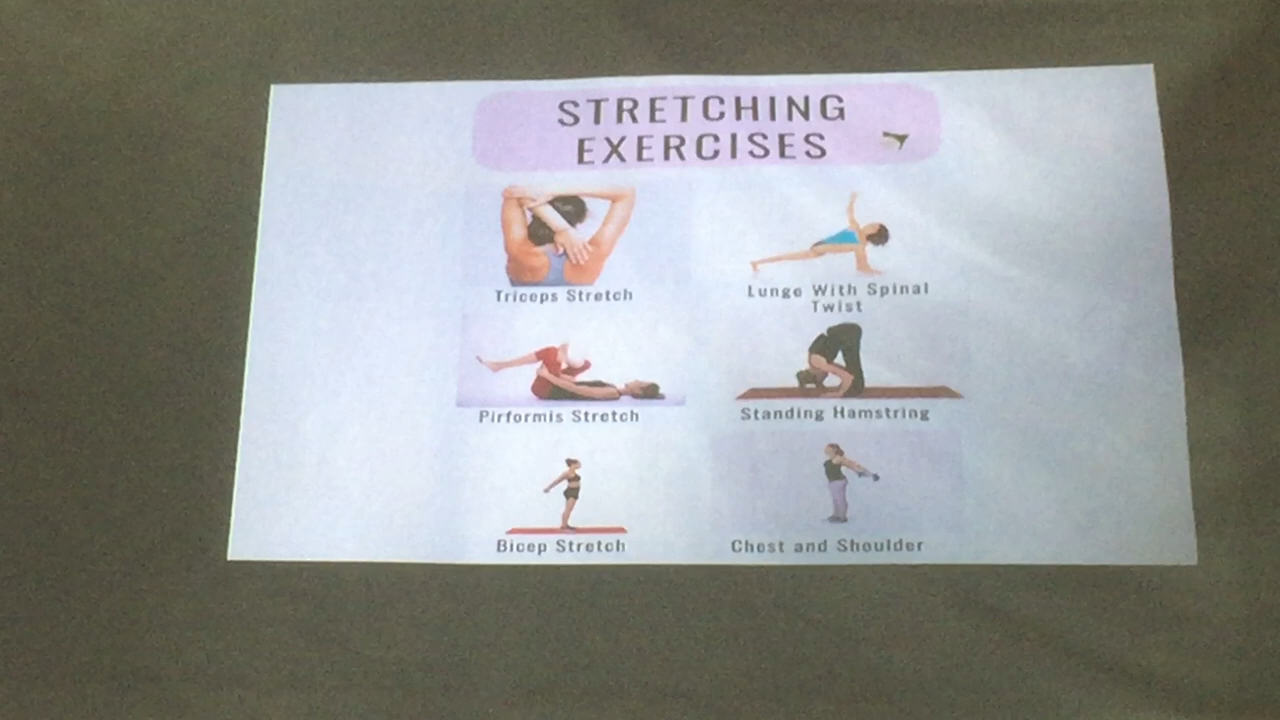 STRETCHING
EXERCISES
Triceps Stretch
Lunge With Spinal
Twist
Pirformis Stretch
Standing Hamstring
Bicep Stretch
Chest and Shoulder